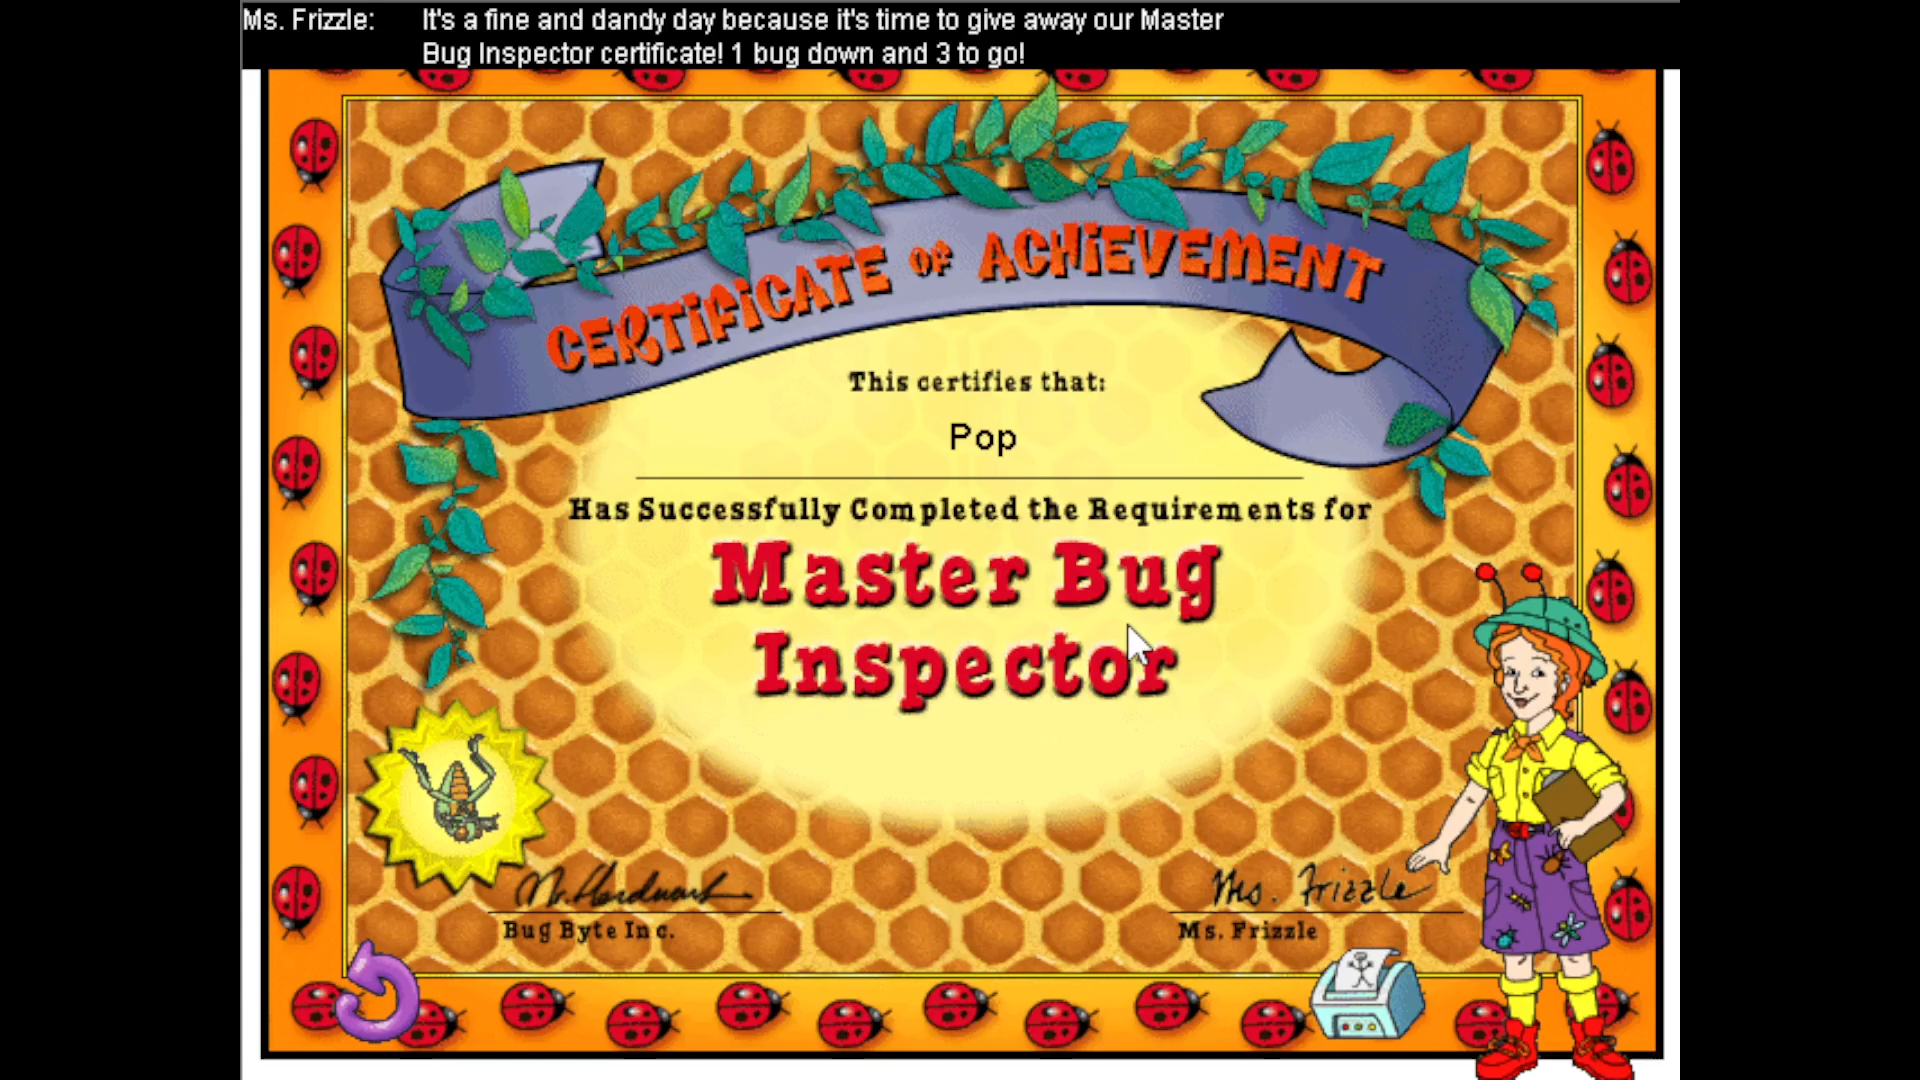 Ms. Frizzle: It's a fine and dandy day because it's time to give away our Master
Bug Inspector certificate! 1 bug down and 3 to go!
CERTiFiCATE OF ACHiEVEMENT
This certifies that:
Pop
Has Successfully Completed the Requirements for
Master Bug
Inspector
Ms. Frizzle
Bug Byte Inc.
Ms. Frizzle